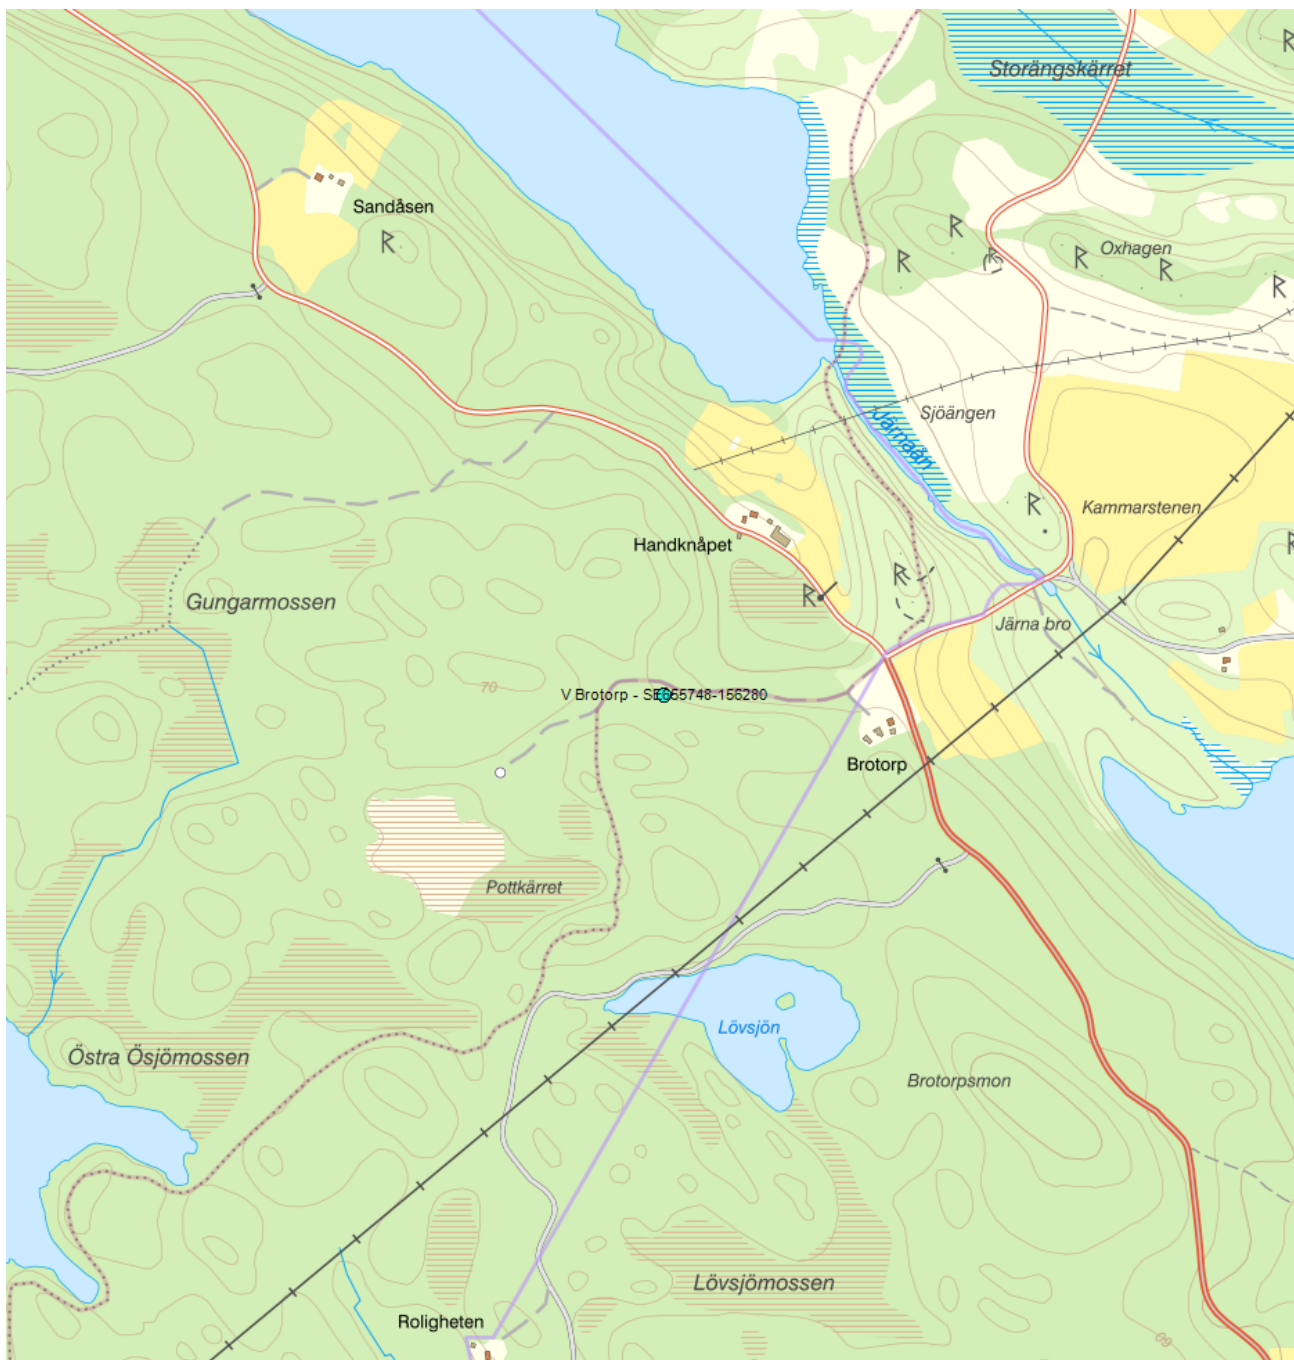 Storängskärret
Sandåsen
Oxhagen
Sjöängen
Järnaån
Kammarstenen
Handknåpet
Gungarmossen
Järna bro
70
V Brotorp - SE655748-156280
Brotorp
Pottkärret
Lövsjön
Östra Ösjömossen
Brotorpsmon
Lövsjömossen
Roligheten
69